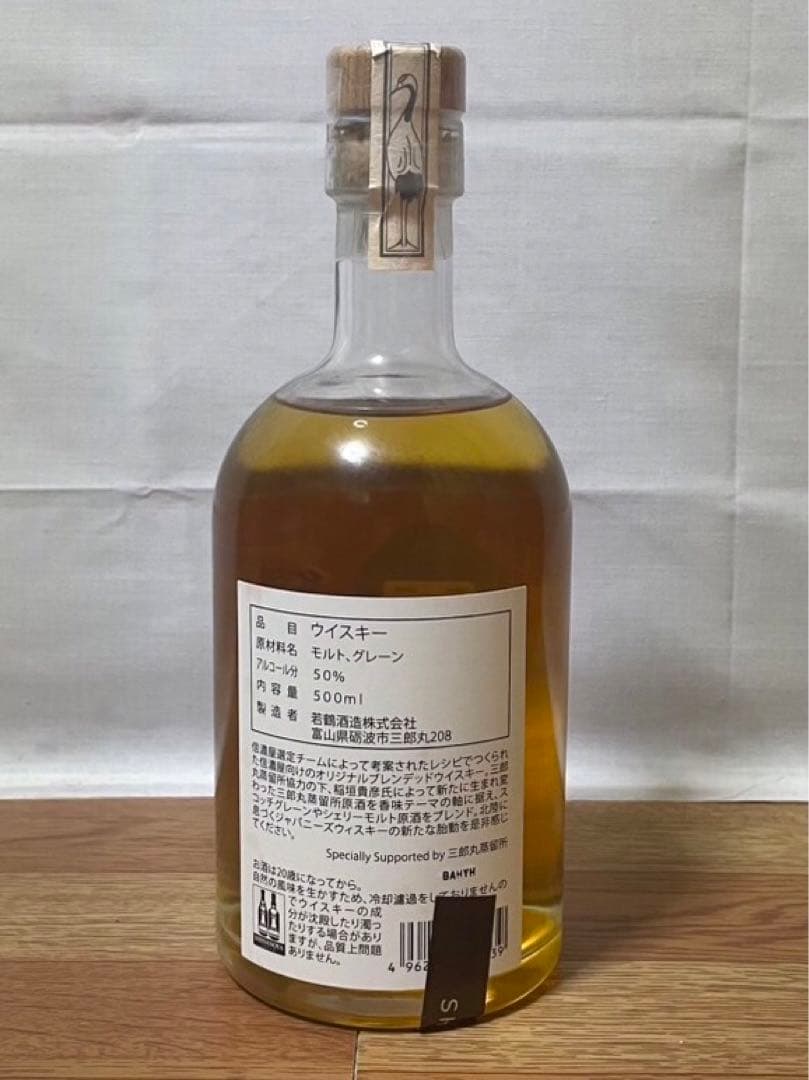 品目 ウイスキー
原材料名 モルト、グレーン
アルコール分 50%
内容量 500ml
製造者 若鶴酒造株式会社
富山県砺波市三郎丸208
信濃屋選定チームによって考案されたレシピでつくられ
た信濃屋向けのオリジナルブレンデッドウイスキー。三郎
丸蒸留所協力の下、稲垣貴彦氏によって新たに生まれ変
わった三郎丸蒸留所原酒を香味テーマの軸に据え、ス
コッチグレーンやシェリーモルト原酒をブレンド。北陸に
息づくジャパニーズウィスキーの新たな胎動を是非感じ
てください。
Specially Supported by 三郎丸蒸留所
お酒は20歳になってから。
自然の風味を生かすため、冷却濾過をしておりませんの
でウイスキーの成
分が沈殿したり濁っ
たりする場合があり
ますが、品質上問題
ありません。
4 962
39